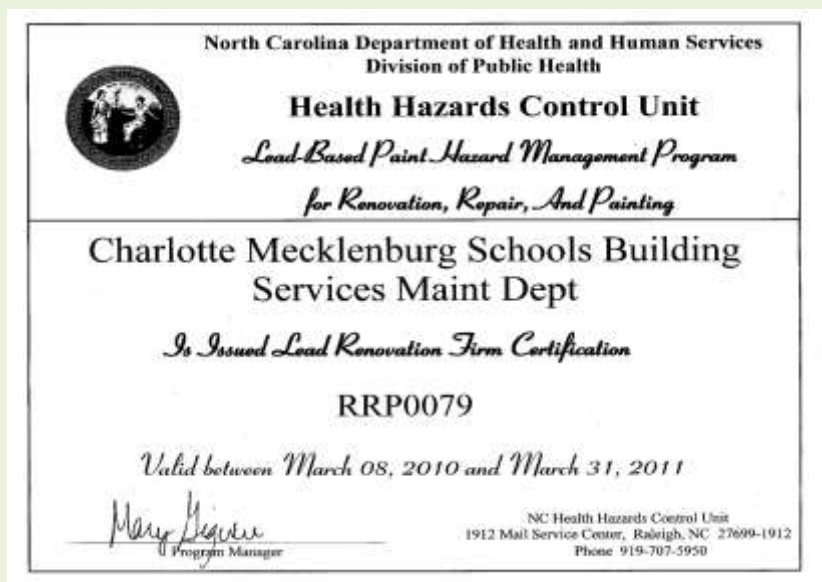 North Carolina Department of Health and Human Services
Division of Public Health
Health Hazards Control Unit
Lead-Based Paint Hazard Management Program
for Renovation, Repair, And Painting
Charlotte Mecklenburg Schools Building
Services Maint Dept
Is Issued Lead Renovation Firm Certification
RRP0079
Valid between March 08, 2010 and March 31, 2011
Mary
Program Manager
NC Health Hazards Control Unit
1912 Mail Service Center, Raleigh, NC 27699-1912
Phone 919-707-5950